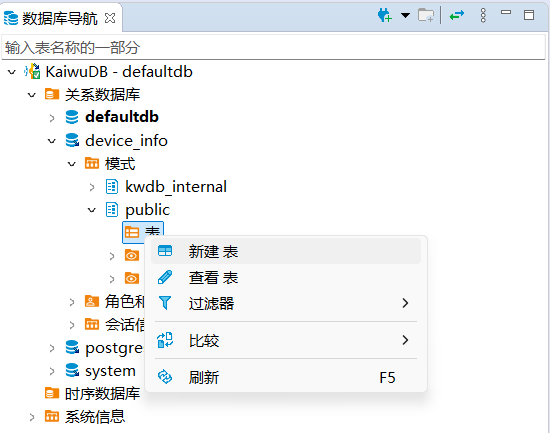 数据库导航
输入表名称的一部分
KaiwuDB - defaultdb
关系数据库
defaultdb
device_info
模式
kwdb_internal
public
表
新建 表
查看 表
过滤器
角色和
比较
会话信
postgre
system
刷新 F5
时序数据库
系统信息